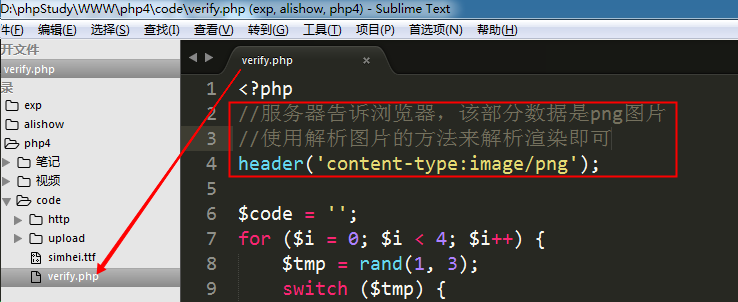 D:\phpStudy\WWW\php4\code\verify.php (exp, alishow, php4) - Sublime Text
件(F) 编辑(E) 选择(S) 查找(I) 查看(V) 转到(G) 工具(T) 项目(P) 首选项(N) 帮助(H)
开文件
verify.php
录
exp
alishow
php4
笔记
视频
code
http
upload
simhei.ttf
verify.php
verify.php ×
1 <?php
2 //服务器告诉浏览器，该部分数据是png图片
3 //使用解析图片的方法来解析渲染即可
4 header('content-type:image/png');
5
6 $code = '';
7 for ($i = 0; $i < 4; $i++) {
8 $tmp = rand(1, 3);
9 switch ($tmp) {